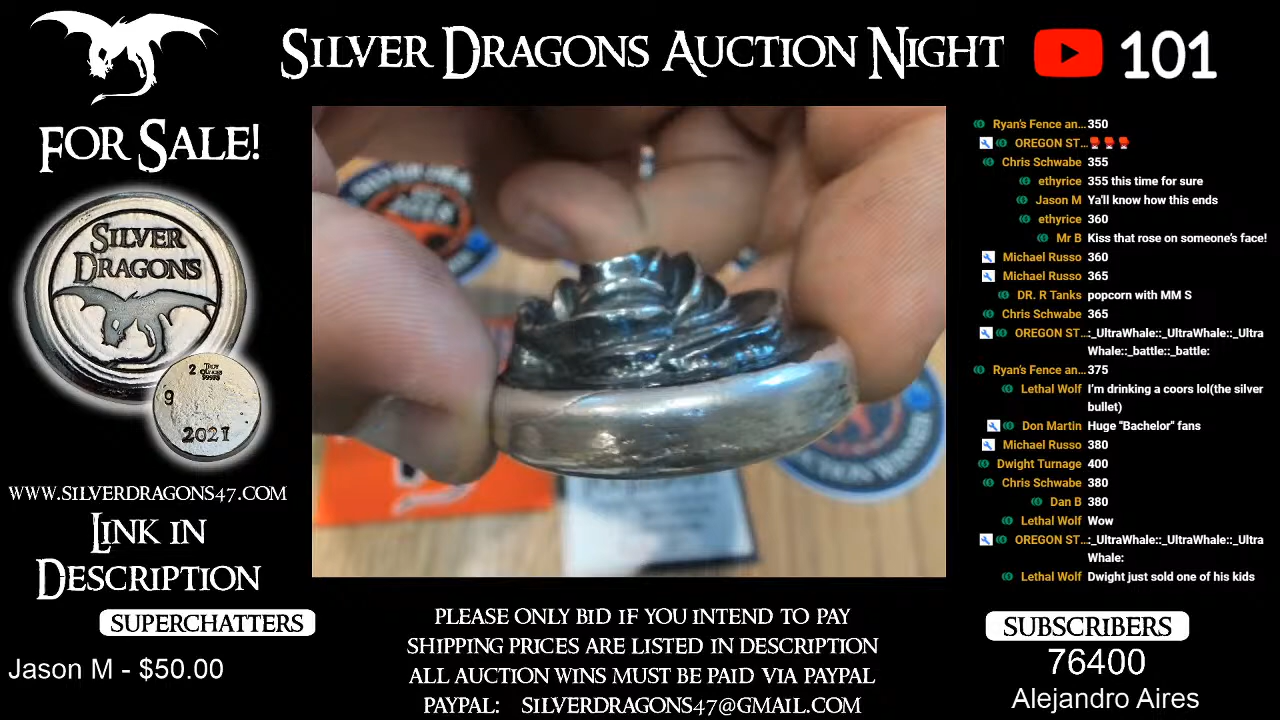 SILVER DRAGONS AUCTION NIGHT
101
FOR SALE!
SILVER
DRAGONS
2 TROY
OUNCES
9
2021
WWW.SILVERDRAGONS47.COM
LINK IN
DESCRIPTION
SUPERCHATTERS
Jason M - $50.00
Ryan's Fence an... 350
OREGON ST...
Chris Schwabe 355
ethyrice 355 this time for sure
Jason M Ya'll know how this ends
ethyrice 360
Mr B Kiss that rose on someone's face!
Michael Russo 360
Michael Russo 365
DR. R Tanks popcorn with MM S
Chris Schwabe 365
OREGON ST...:_UltraWhale::_UltraWhale::_Ultra
Whale::_battle::_battle:
Ryan's Fence an... 375
Lethal Wolf I'm drinking a coors lol(the silver
bullet)
Don Martin Huge "Bachelor" fans
Michael Russo 380
Dwight Turnage 400
Chris Schwabe 380
Dan B 380
Lethal Wolf Wow
OREGON ST...:_UltraWhale::_UltraWhale::_Ultra
Whale:
Lethal Wolf Dwight just sold one of his kids
PLEASE ONLY BID IF YOU INTEND TO PAY
SHIPPING PRICES ARE LISTED IN DESCRIPTION
ALL AUCTION WINS MUST BE PAID VIA PAYPAL
PAYPAL: SILVERDRAGONS47@GMAIL.COM
SUBSCRIBERS
76400
Alejandro Aires